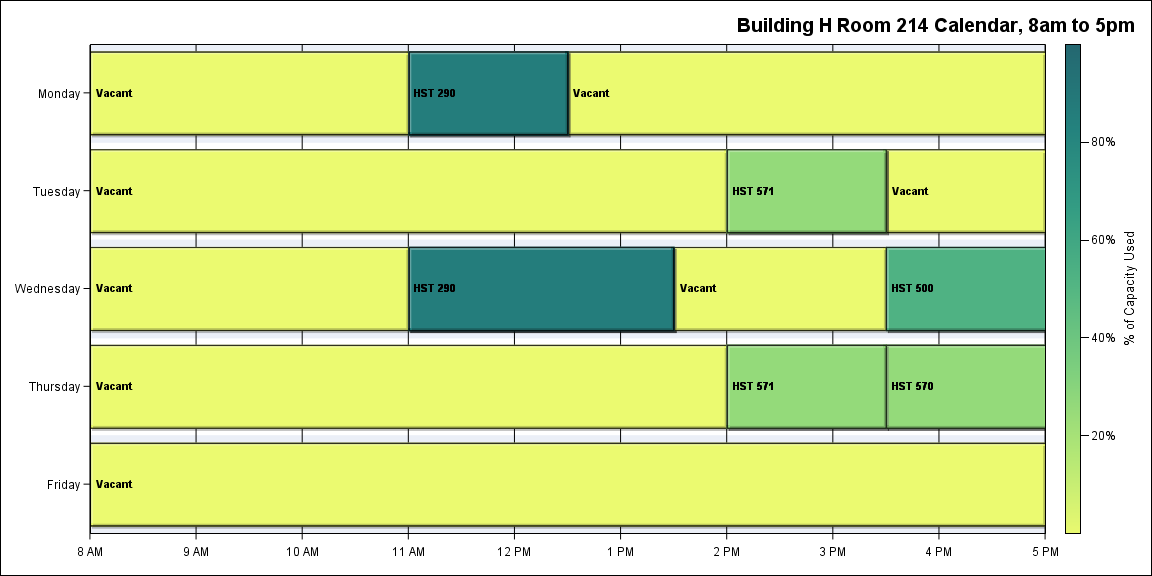 Building H Room 214 Calendar, 8am to 5pm
Monday
Vacant
HST 290
Vacant
Tuesday
Vacant
HST 571
Vacant
Wednesday
Vacant
HST 290
Vacant
HST 500
Thursday
Vacant
HST 571
HST 570
Friday
Vacant
8 AM
9 AM
10 AM
11 AM
12 PM
1 PM
2 PM
3 PM
4 PM
5 PM
80%
60%
40%
20%
% of Capacity Used